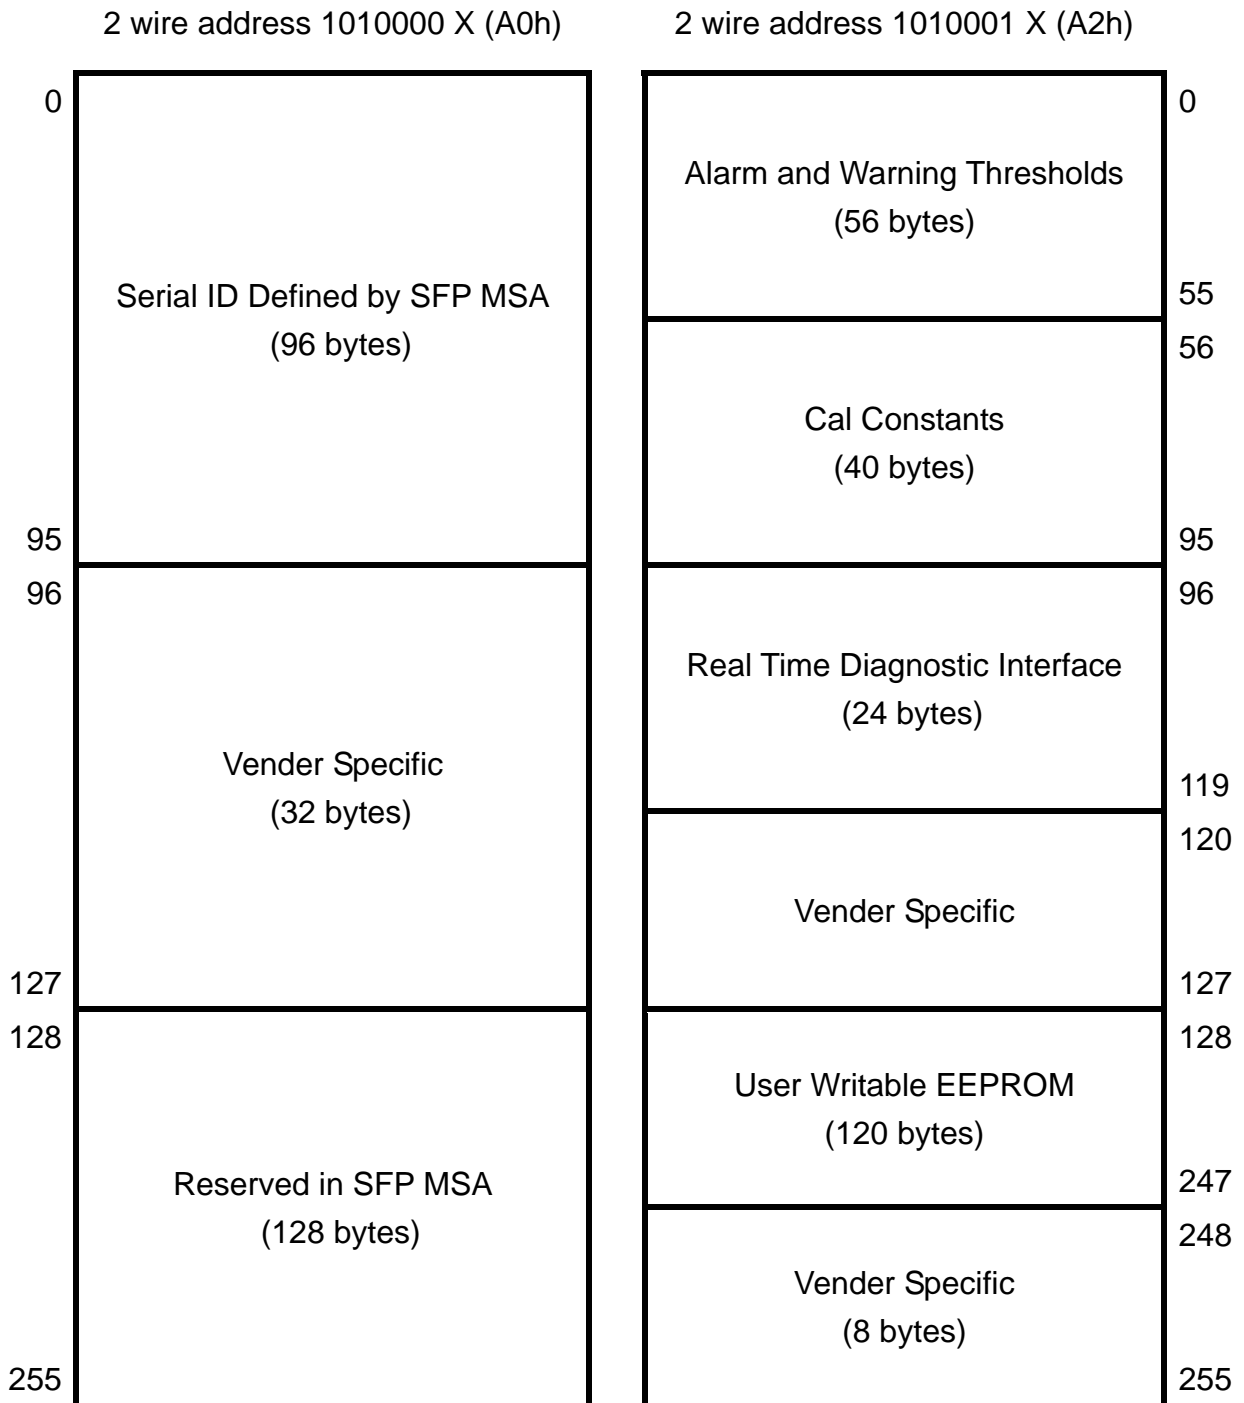 2 wire address 1010000 X (A0h)
0
Serial ID Defined by SFP MSA
(96 bytes)
95
96
Vender Specific
(32 bytes)
127
128
Reserved in SFP MSA
(128 bytes)
255
2 wire address 1010001 X (A2h)
0
Alarm and Warning Thresholds
(56 bytes)
55
56
Cal Constants
(40 bytes)
95
96
Real Time Diagnostic Interface
(24 bytes)
119
120
Vender Specific
127
128
User Writable EEPROM
(120 bytes)
247
248
Vender Specific
(8 bytes)
255